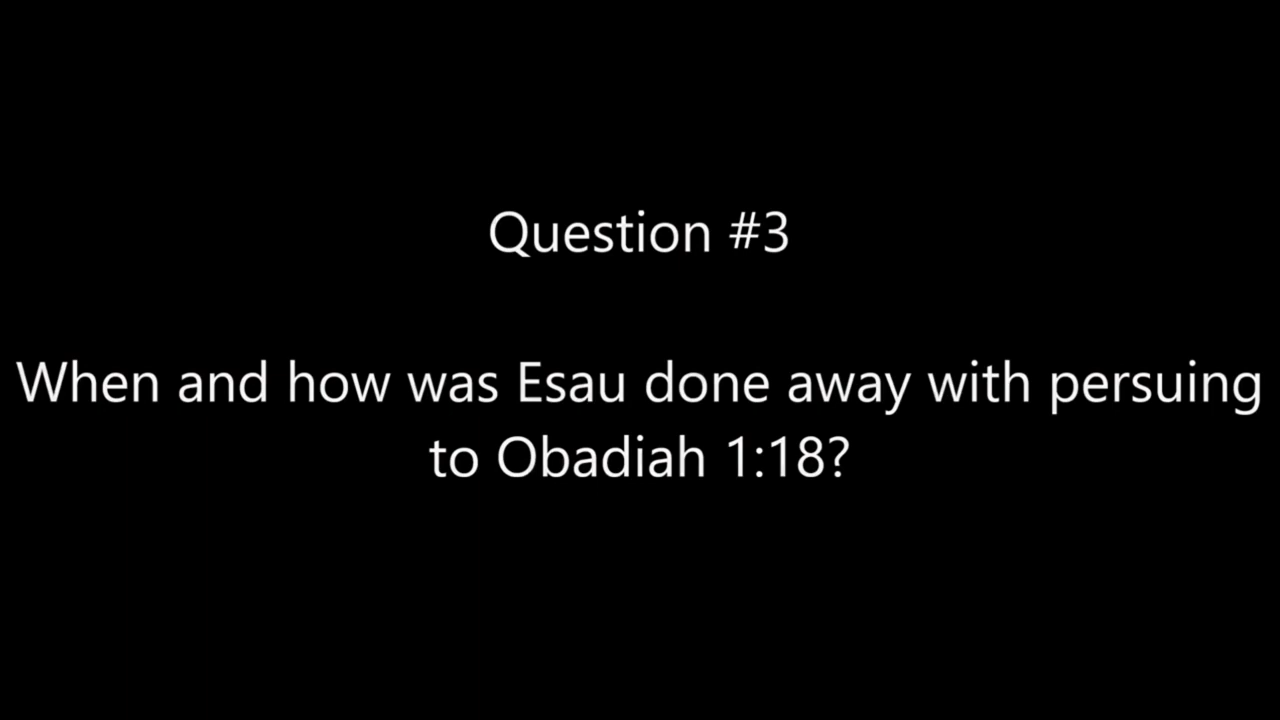 Question #3
When and how was Esau done away with persuing
to Obadiah 1:18?